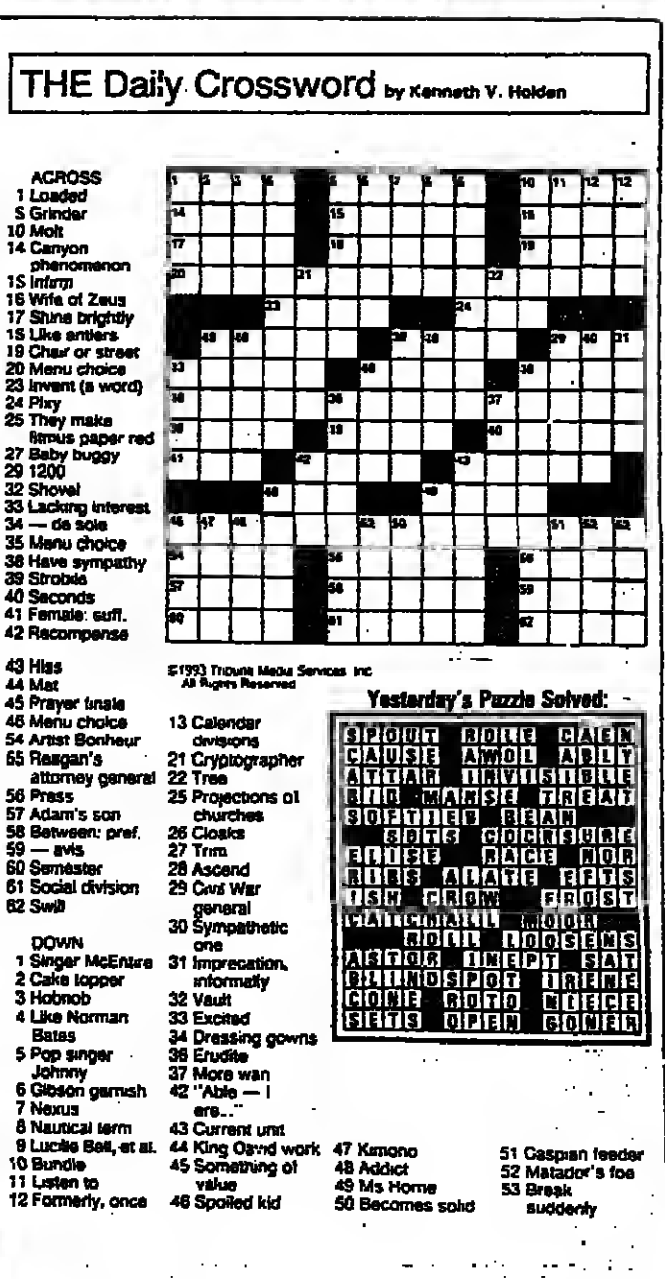 THE Daily Crossword by Kenneth V. Holden
ACROSS
1 Loaded
5 Grinder
10 Molt
14 Canyon
phenomenon
15 Infirm
16 Wife of Zeus
17 Shine brightly
18 Like antlers
19 Chair or street
20 Menu choice
23 Invent (a word)
24 Pixy
25 They make
litmus paper red
27 Baby buggy
29 1200
32 Shovel
33 Lacking interest
34 — de sole
35 Menu choice
38 Have sympathy
39 Strobile
40 Seconds
41 Female: suff.
42 Recompense
43 Hias
44 Mat
45 Prayer finale
46 Menu choice
54 Artist Bonheur
55 Reagan's
attorney general
56 Press
57 Adam's son
58 Between: pref.
59 — avis
60 Semester
61 Social division
62 Swill
DOWN
1 Singer McEntire
2 Cake topper
3 Hobnob
4 Like Norman
Bates
5 Pop singer
Johnny
6 Gibson garnish
7 Nexus
8 Nautical term
9 Lucille Ball, et al.
10 Bundle
11 Listen to
12 Formerly, once
©1993 Tribune Media Services, Inc.
All Rights Reserved
13 Calendar
divisions
21 Cryptographer
22 Tree
25 Projections of
churches
26 Cloaks
27 Trim
28 Ascend
29 Civil War
general
30 Sympathetic
one
31 Imprecation,
informally
32 Vault
33 Excited
34 Dressing gowns
36 Erudite
37 More wan
42 "Able — I
ere..."
43 Current unit
44 King David work
45 Something of
value
46 Spoiled kid
47 Kimono
48 Addict
49 Ms Horne
50 Becomes solid
51 Caspian feeder
52 Matador's foe
53 Break
suddenly
Yesterday's Puzzle Solved:
SPOUT ROLE CAEN
CAUSE AWOL ABLY
ATTAR INVISIBLE
BID MANSE TREAT
SOFTIES BEAN
SOTS COCKSURE
ELISE RACE NOR
RIBS ALATE EFTS
ISH CROW FROST
CATCHALL MOOR
ROLL LOOSENS
ASTOR INEPT SAT
BLINDSPOT IRENE
CONE ROTO NIECE
SETS OPEN GONER